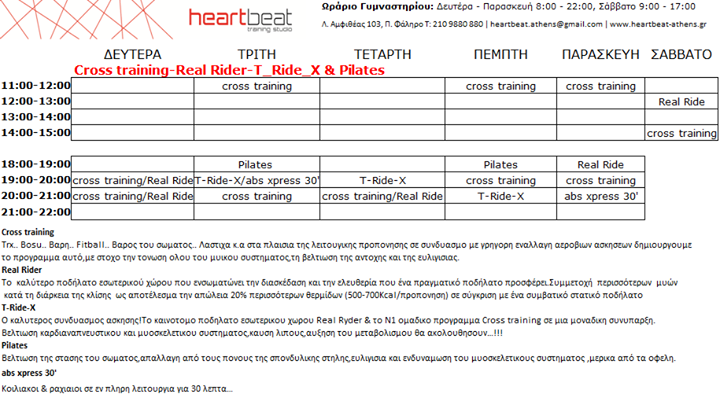 heartbeat
training studio
Ωράριο Γυμναστηρίου: Δευτέρα - Παρασκευή 8:00 - 22:00, Σάββατο 9:00 - 17:00
Λ. Αμφιθέας 103, Π. Φάληρο Τ: 210 9880 880 | heartbeat.athens@gmail.com | www.heartbeat-athens.gr
ΔΕΥΤΕΡΑ ΤΡΙΤΗ ΤΕΤΑΡΤΗ ΠΕΜΠΤΗ ΠΑΡΑΣΚΕΥΗ ΣΑΒΒΑΤΟ
Cross training-Real Rider-T_Ride_X & Pilates
11:00-12:00 cross training cross training cross training
12:00-13:00 Real Ride
13:00-14:00
14:00-15:00 cross training
18:00-19:00 Pilates Pilates Real Ride
19:00-20:00 cross training/Real Ride T-Ride-X/abs xpress 30' T-Ride-X cross training cross training
20:00-21:00 cross training/Real Ride cross training cross training/Real Ride T-Ride-X abs xpress 30'
21:00-22:00
Cross training
Trx.. Bosu.. Βαρη.. Fitball.. Βαρος του σωματος.. Λαστιχα κ.α στα πλαισια της λειτουγικης προπονησης σε συνδυασμο με γρηγορη εναλλαγη αεροβιων ασκησεων δημιουργουμε
το προγραμμα αυτό,με στοχο την τονωση ολου του μυικου συστηματος,τη βελτιωση της αντοχης και της ευλιγισιας.
Real Rider
Το καλύτερο ποδήλατο εσωτερικού χώρου που ενσωματώνει την διασκέδαση και την ελευθερία που ένα πραγματικό ποδήλατο προσφέρει.Συμμετοχή περισσότερων μυών
κατά τη διάρκεια της κλίσης ως αποτέλεσμα την απώλεια 20% περισσότερων θερμίδων (500-700Kcal/προπονηση) σε σύγκριση με ένα συμβατικό στατικό ποδήλατο
T-Ride-X
Ο καλυτερος συνδυασμος ασκησης!Το καινοτομο ποδηλατο εσωτερικου χωρου Real Ryder & το N1 ομαδικο προγραμμα Cross training σε μια μοναδικη συνυπαρξη.
Βελτιωση καρδιαναπνευστικου και μυοσκελετικου συστηματος,καυση λιπους,αυξηση του μεταβολισμου θα ακολουθησουν...!!!
Pilates
Βελτιωση της στασης του σωματος,απαλλαγη από τους πονους της σπονδυλικης στηλης,ευλιγισια και ενδυναμωση του μυοσκελετικους συστηματος ,μερικα από τα οφελη.
abs xpress 30'
Κοιλιακοι & ραχιαιοι σε εν πληρη λειτουργια για 30 λεπτα...